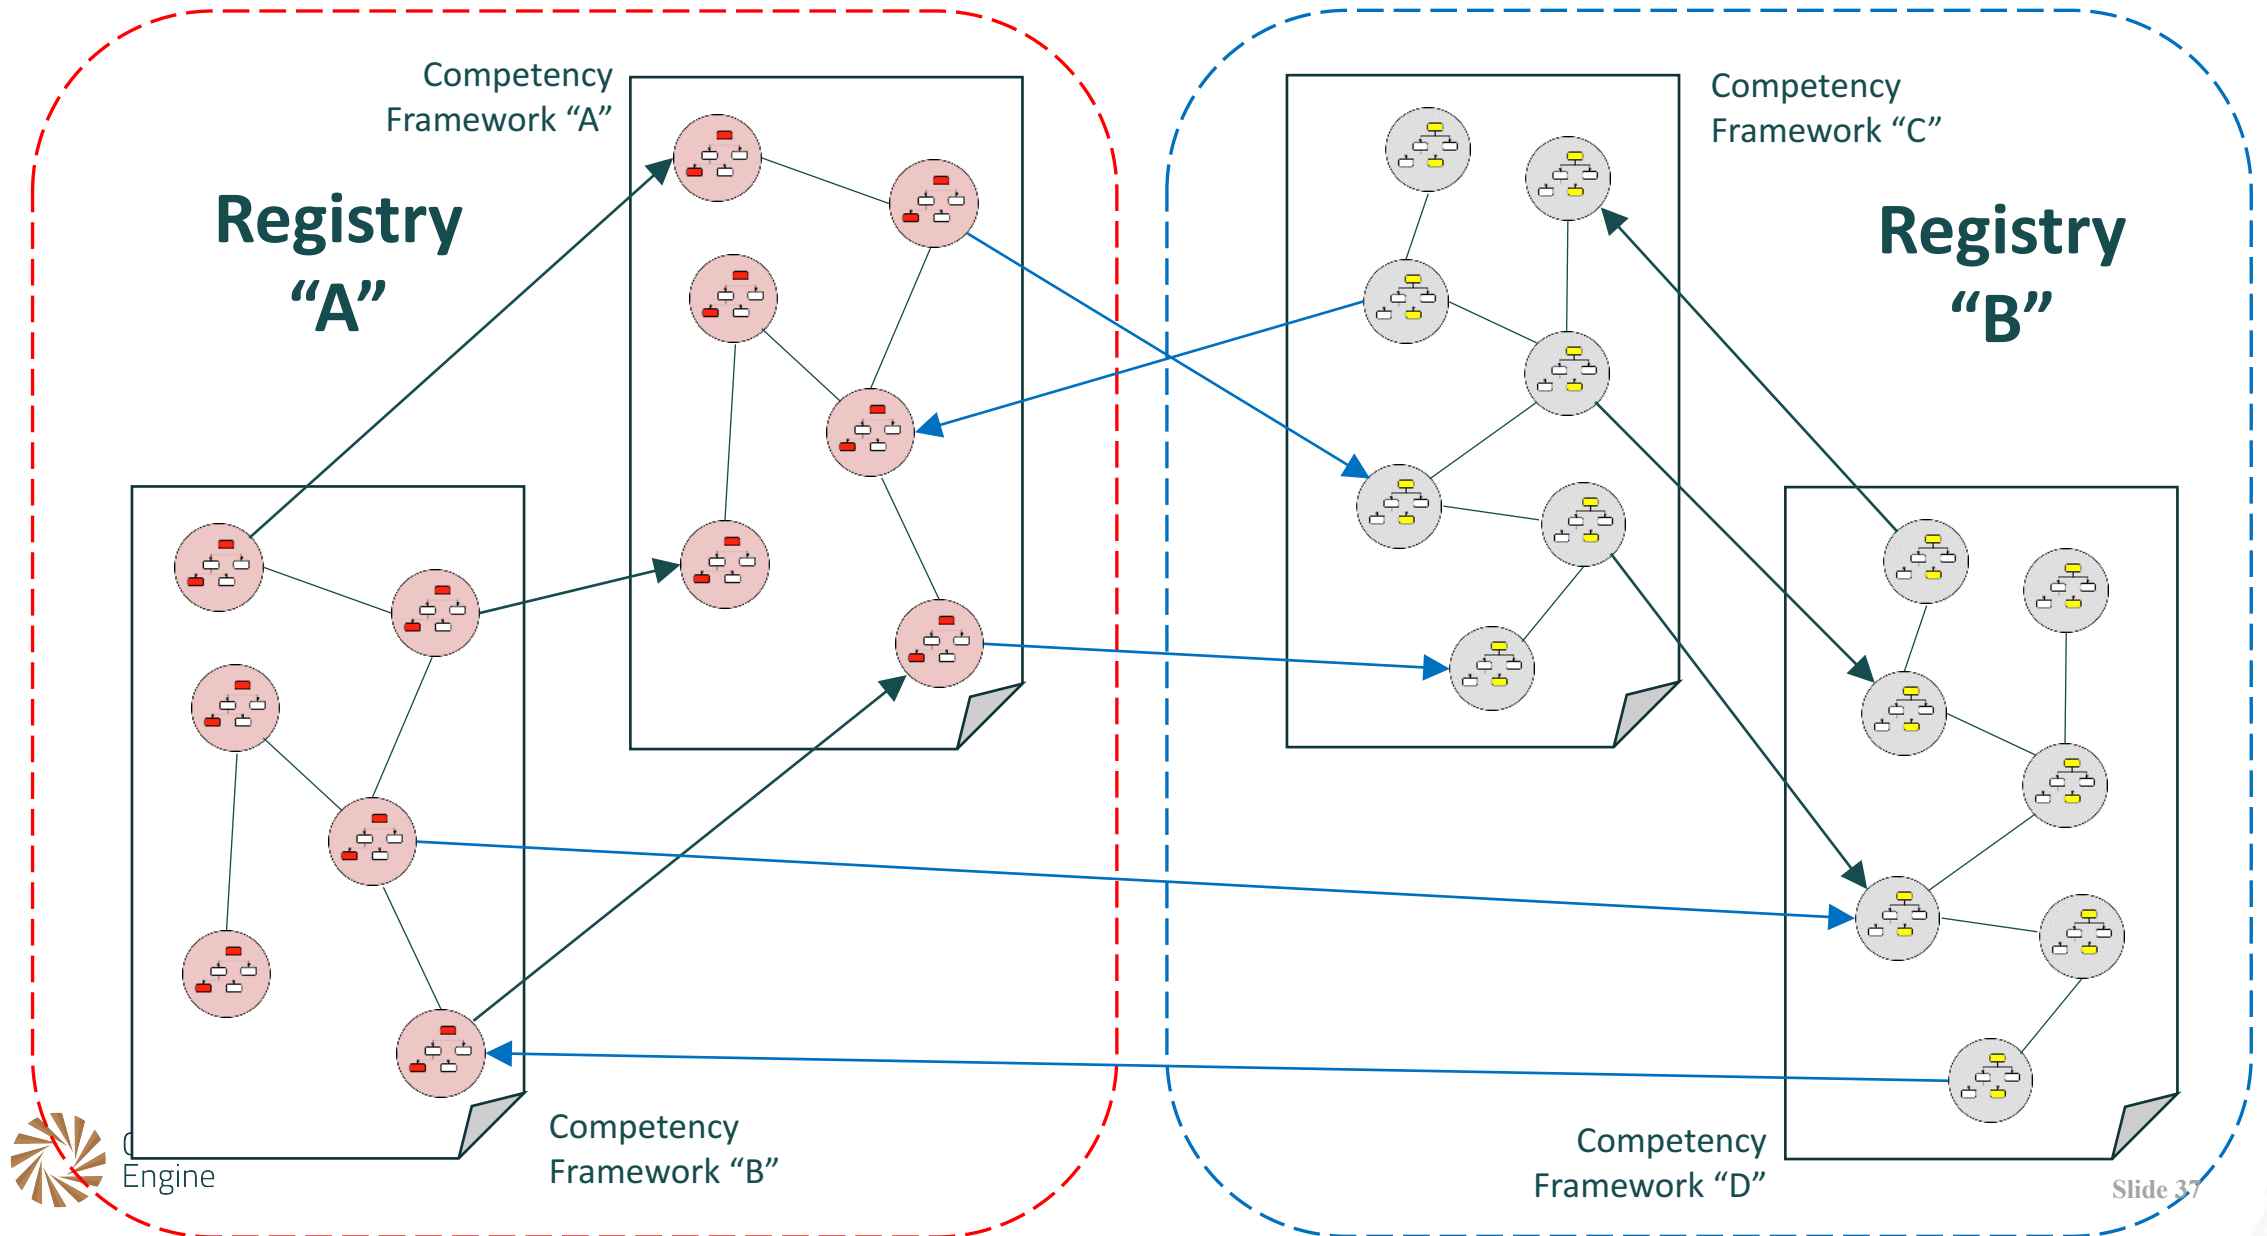 Competency
Framework “A”
Registry
“A”
Competency
Framework “C”
Registry
“B”
Competency
Framework “B”
Competency
Framework “D”
Engine
Slide 37